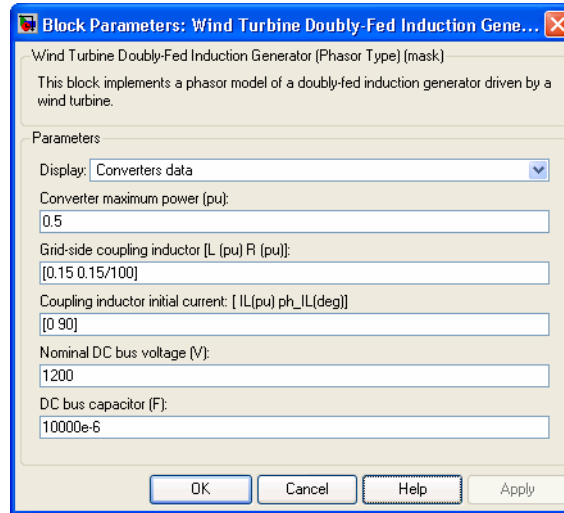 Block Parameters: Wind Turbine Doubly-Fed Induction Gene...
Wind Turbine Doubly-Fed Induction Generator (Phasor Type) (mask)
This block implements a phasor model of a doubly-fed induction generator driven by a
wind turbine.
Parameters
Display: Converters data
Converter maximum power (pu):
0.5
Grid-side coupling inductor [L (pu) R (pu)]:
[0.15 0.15/100]
Coupling inductor initial current: [ IL(pu) ph_IL(deg)]
[0 90]
Nominal DC bus voltage (V):
1200
DC bus capacitor (F):
10000e-6
OK Cancel Help Apply